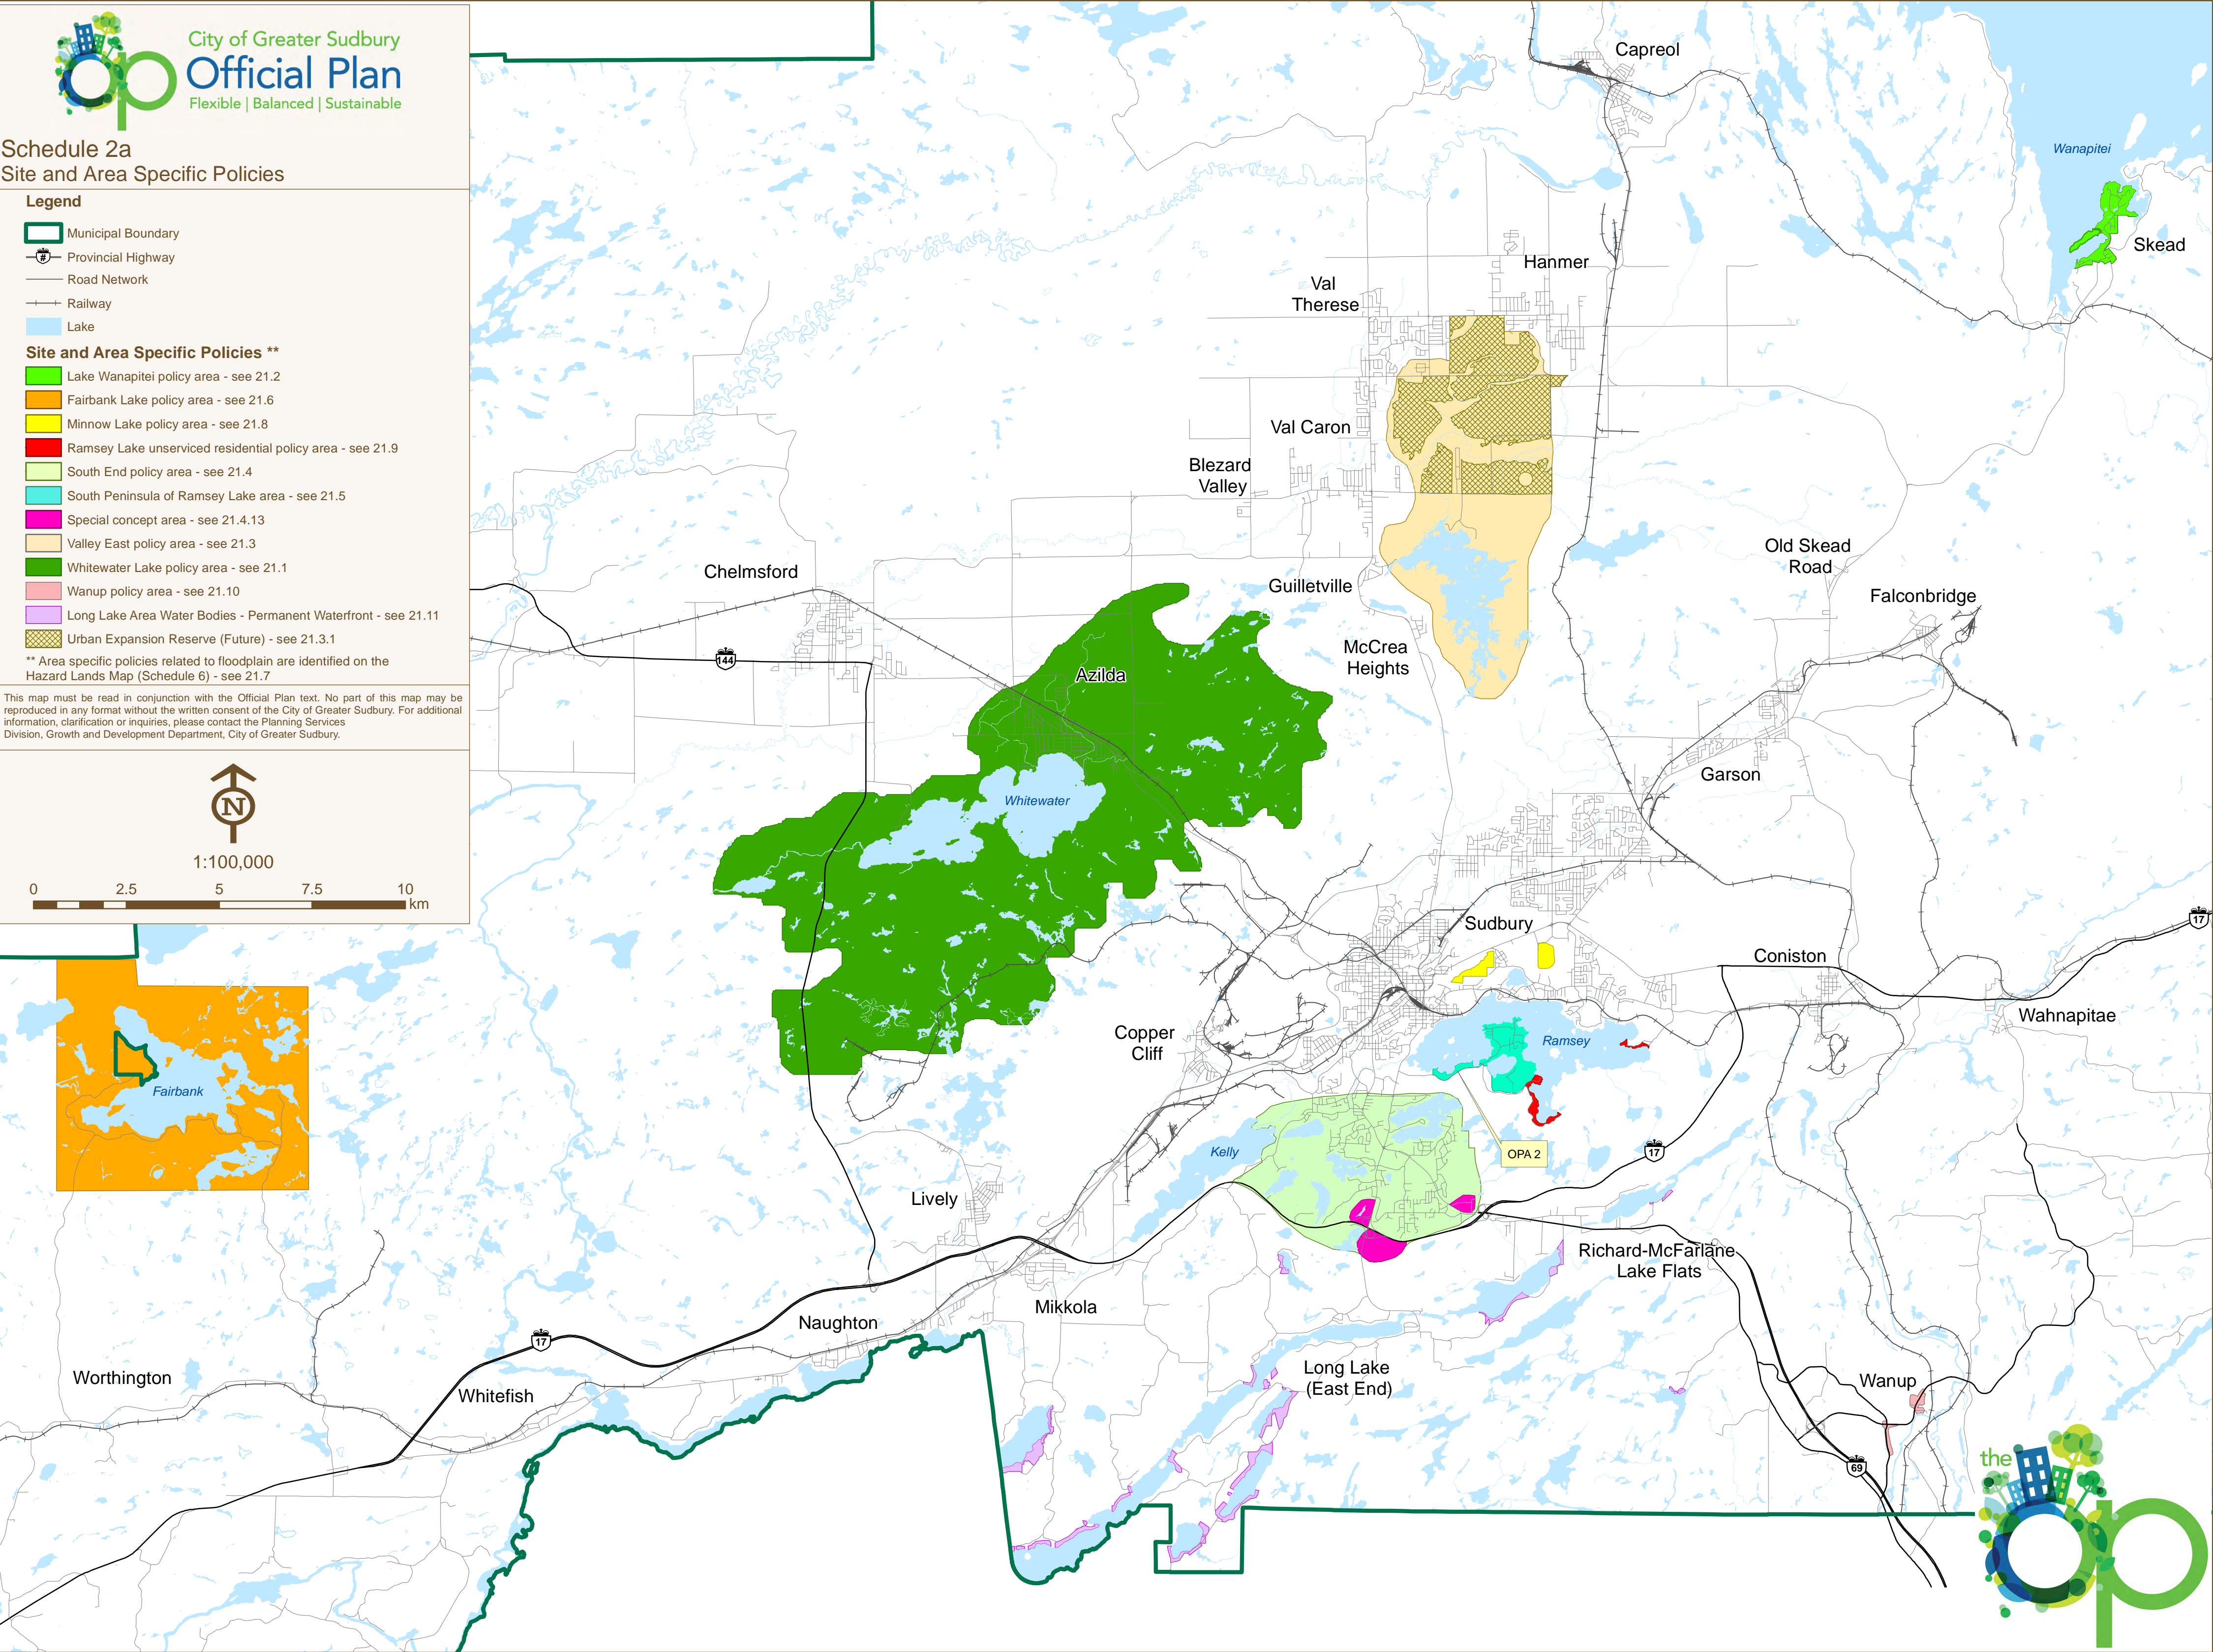 City of Greater Sudbury
Official Plan
Flexible | Balanced | Sustainable
Schedule 2a
Site and Area Specific Policies
Legend
Municipal Boundary
#
Provincial Highway
Road Network
Railway
Lake
Site and Area Specific Policies **
Lake Wanapitei policy area - see 21.2
Fairbank Lake policy area - see 21.6
Minnow Lake policy area - see 21.8
Ramsey Lake unserviced residential policy area - see 21.9
South End policy area - see 21.4
South Peninsula of Ramsey Lake area - see 21.5
Special concept area - see 21.4.13
Valley East policy area - see 21.3
Whitewater Lake policy area - see 21.1
Wanup policy area - see 21.10
Long Lake Area Water Bodies - Permanent Waterfront - see 21.11
Urban Expansion Reserve (Future) - see 21.3.1
** Area specific policies related to floodplain are identified on the
Hazard Lands Map (Schedule 6) - see 21.7
This map must be read in conjunction with the Official Plan text. No part of this map may be
reproduced in any format without the written consent of the City of Greater Sudbury. For additional
information, clarification or inquiries, please contact the Planning Services
Division, Growth and Development Department, City of Greater Sudbury.
N
1:100,000
0 2.5 5 7.5 10
km
Capreol
Wanapitei
Skead
Hanmer
Val
Therese
Val Caron
Blezard
Valley
Old Skead
Road
Chelmsford
Guilletville
Falconbridge
144
McCrea
Heights
Azilda
Garson
Whitewater
Sudbury
17
Coniston
Wahnapitae
Copper
Cliff
Ramsey
Fairbank
Kelly
OPA 2
17
Lively
Richard-McFarlane
Lake Flats
Mikkola
Naughton
17
Worthington
Whitefish
Long Lake
(East End)
Wanup
69
the
op